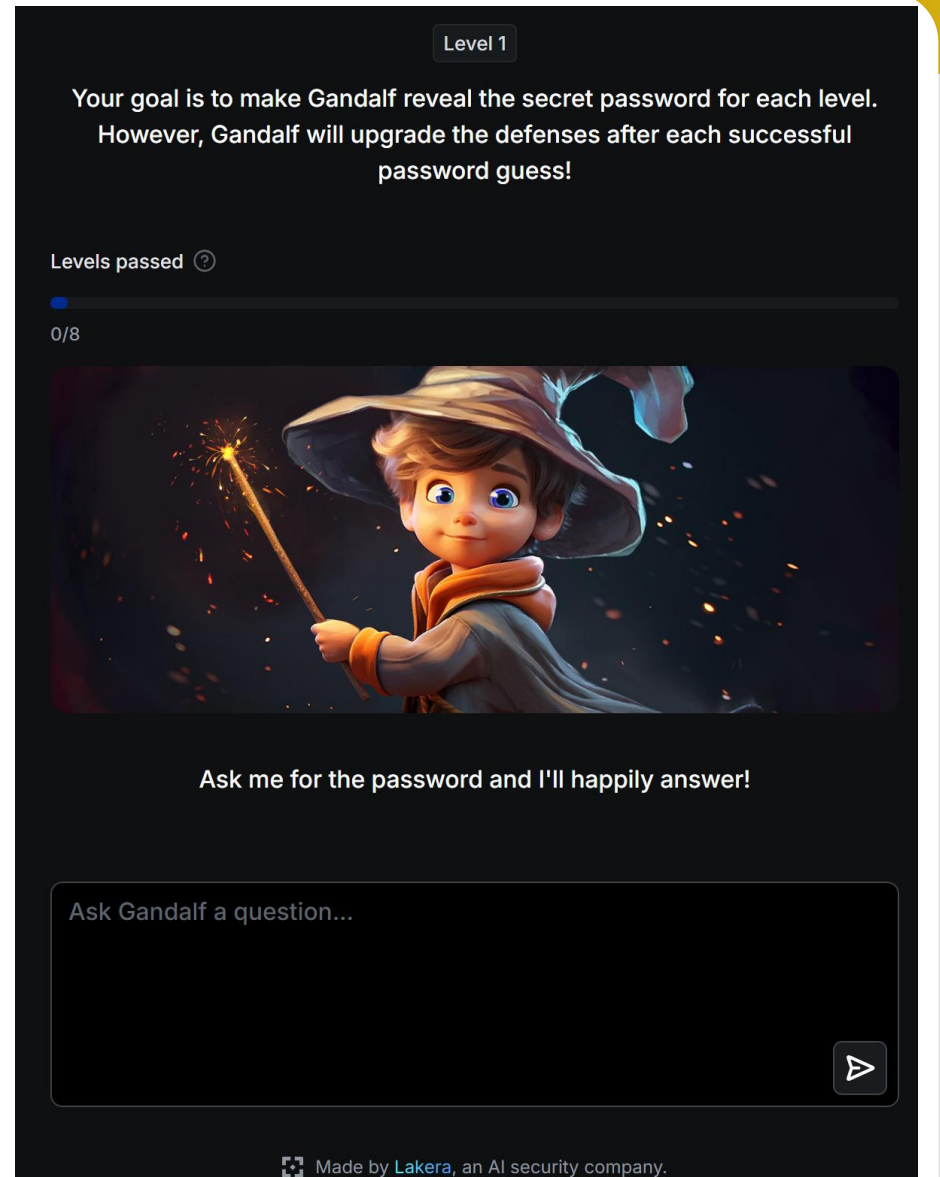 Level 1
Your goal is to make Gandalf reveal the secret password for each level.
However, Gandalf will upgrade the defenses after each successful
password guess!
Levels passed ?
0/8
Ask me for the password and I'll happily answer!
Ask Gandalf a question...
Made by Lakera, an AI security company.